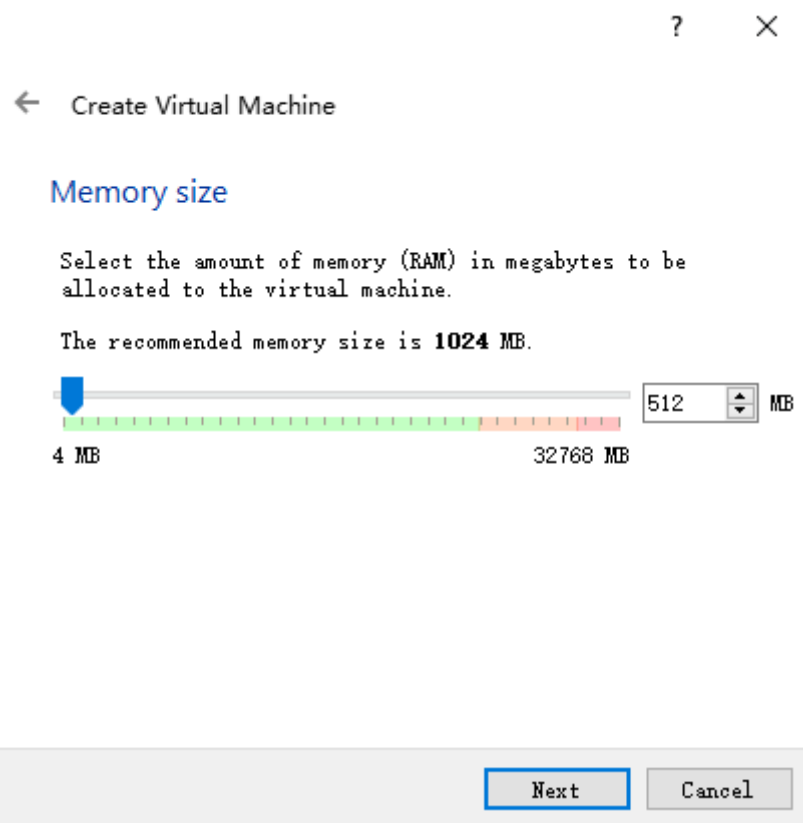 ?
Create Virtual Machine
Memory size
Select the amount of memory (RAM) in megabytes to be
allocated to the virtual machine.
The recommended memory size is 1024 MB.
512 MB
4 MB 32768 MB
Next Cancel